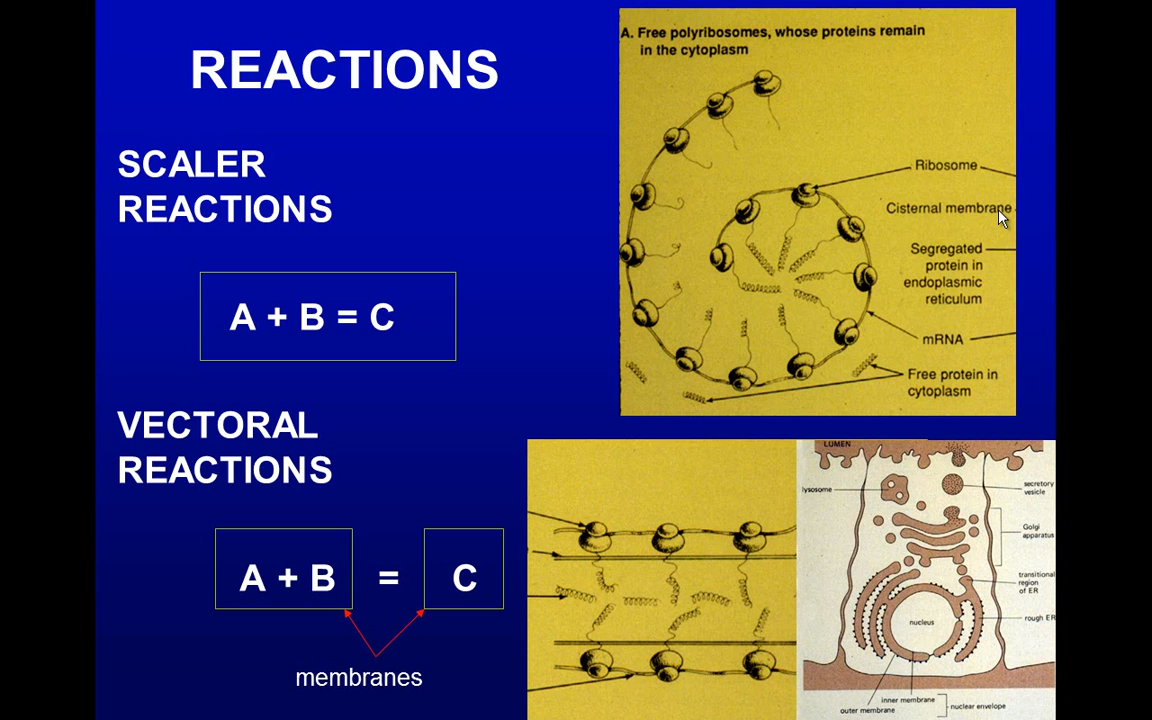 REACTIONS
SCALER
REACTIONS
A + B = C
VECTORAL
REACTIONS
A + B = C
membranes
A. Free polyribosomes, whose proteins remain
in the cytoplasm
Ribosome
Cisternal membrane
Segregated
protein in
endoplasmic
reticulum
mRNA
Free protein in
cytoplasm
LUMEN
lysosome
secretory
vesicle
Golgi
apparatus
transitional
region
of ER
nucleus
rough ER
inner membrane
outer membrane
nuclear envelope